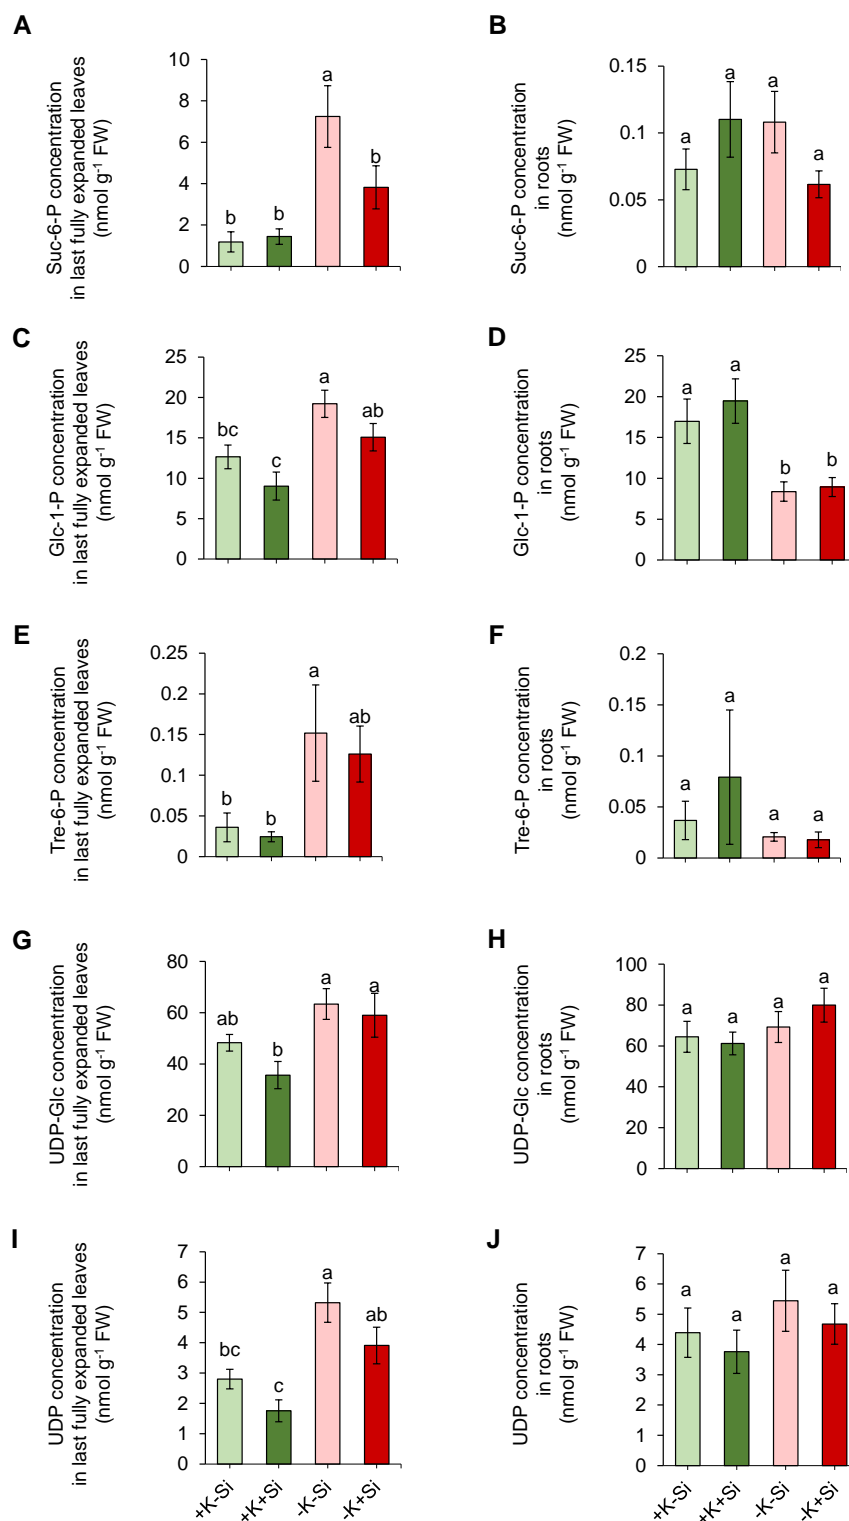 A
Suc-6-P concentration
in last fully expanded leaves
(nmol g-1 FW)
10
8
6
4
2
0
b
b
a
b
B
Suc-6-P concentration
in roots
(nmol g-1 FW)
0.15
0.1
0.05
0
a
a
a
a
C
Glc-1-P concentration
in last fully expanded leaves
(nmol g-1 FW)
25
20
15
10
5
0
bc
c
a
ab
D
Glc-1-P concentration
in roots
(nmol g-1 FW)
25
20
15
10
5
0
a
a
b
b
E
Tre-6-P concentration
in last fully expanded leaves
(nmol g-1 FW)
0.25
0.2
0.15
0.1
0.05
0
b
b
a
ab
F
Tre-6-P concentration
in roots
(nmol g-1 FW)
0.2
0.15
0.1
0.05
0
a
a
a
a
G
UDP-Glc concentration
in last fully expanded leaves
(nmol g-1 FW)
80
60
40
20
0
ab
b
a
a
H
UDP-Glc concentration
in roots
(nmol g-1 FW)
100
80
60
40
20
0
a
a
a
a
I
UDP concentration
in last fully expanded leaves
(nmol g-1 FW)
7
6
5
4
3
2
1
0
bc
c
a
ab
+K-Si
+K+Si
-K-Si
-K+Si
J
UDP concentration
in roots
(nmol g-1 FW)
7
6
5
4
3
2
1
0
a
a
a
a
+K-Si
+K+Si
-K-Si
-K+Si